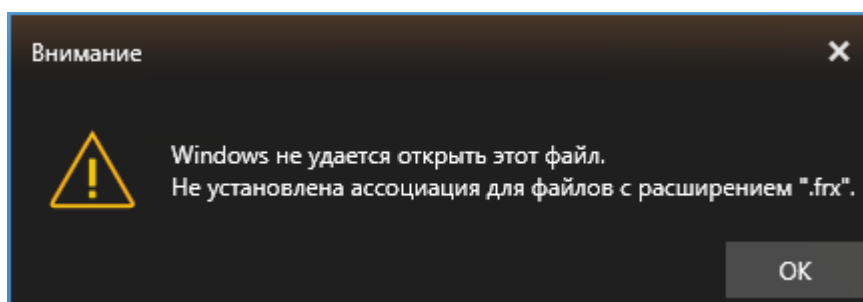 Внимание
Windows не удается открыть этот файл.
Не установлена ассоциация для файлов с расширением ".frx".
OK